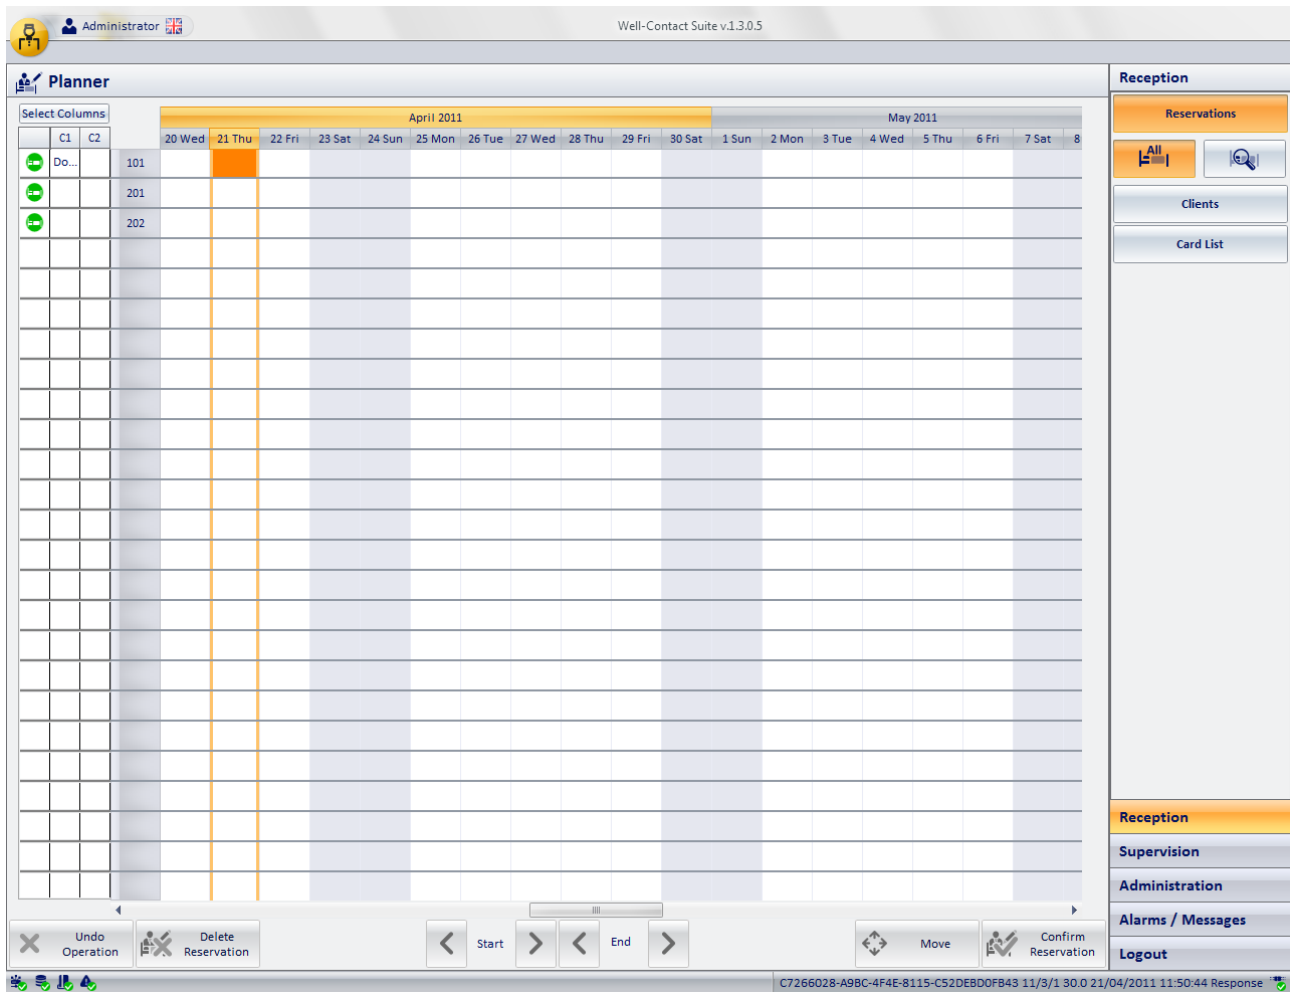 Administrator
Well-Contact Suite v.1.3.0.5
Planner
Reception
Select Columns
April 2011
May 2011
Reservations
C1 C2
20 Wed 21 Thu 22 Fri 23 Sat 24 Sun 25 Mon 26 Tue 27 Wed 28 Thu 29 Fri 30 Sat 1 Sun 2 Mon 3 Tue 4 Wed 5 Thu 6 Fri 7 Sat 8
All
Do... 101
201
202
Clients
Card List
Reception
Supervision
Administration
Alarms / Messages
Logout
Undo
Operation
Delete
Reservation
Start
End
Move
Confirm
Reservation
C7266028-A9BC-4F4E-8115-C52DEBD0FB43 11/3/1 30.0 21/04/2011 11:50:44 Response